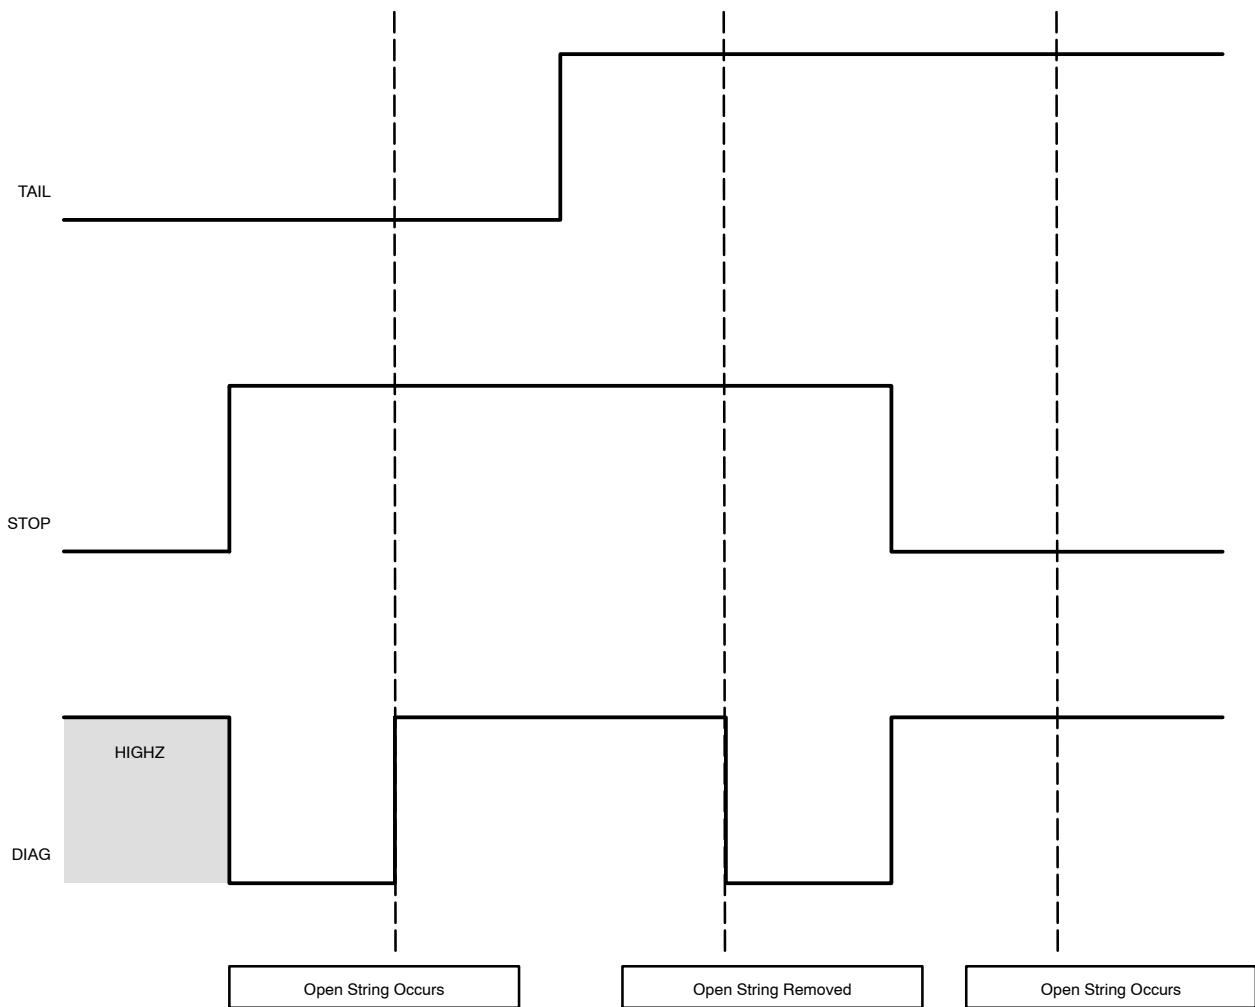 TAIL
STOP
HIGHZ
DIAG
Open String Occurs
Open String Removed
Open String Occurs